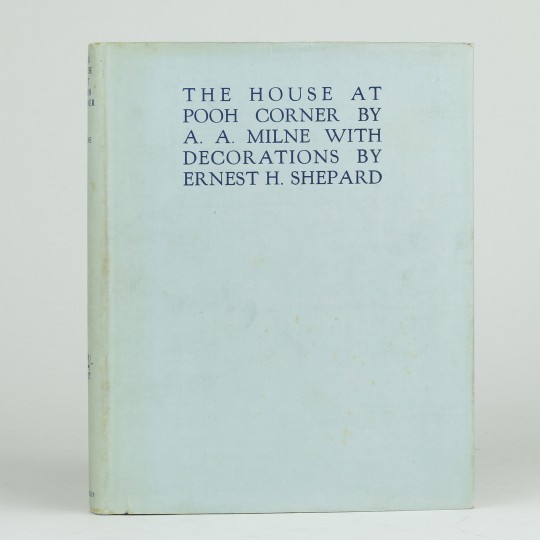 THE HOUSE AT
POOH CORNER BY
A. A. MILNE WITH
DECORATIONS BY
ERNEST H. SHEPARD